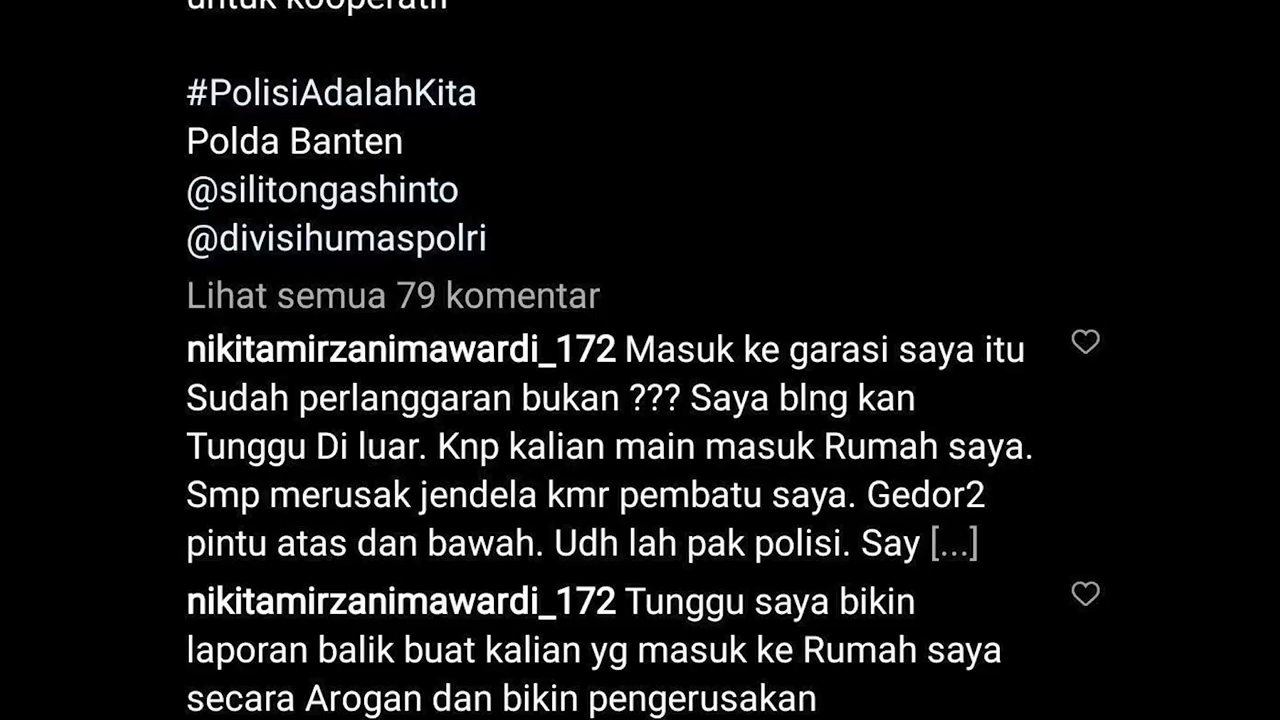 untuk kooperatif
#PolisiAdalahKita
Polda Banten
@silitongashinto
@divisihumaspolri
Lihat semua 79 komentar
nikitamirzanimawardi_172 Masuk ke garasi saya itu
Sudah perlanggaran bukan ??? Saya blng kan
Tunggu Di luar. Knp kalian main masuk Rumah saya.
Smp merusak jendela kmr pembatu saya. Gedor2
pintu atas dan bawah. Udh lah pak polisi. Say [...]
nikitamirzanimawardi_172 Tunggu saya bikin
laporan balik buat kalian yg masuk ke Rumah saya
secara Arogan dan bikin pengerusakan